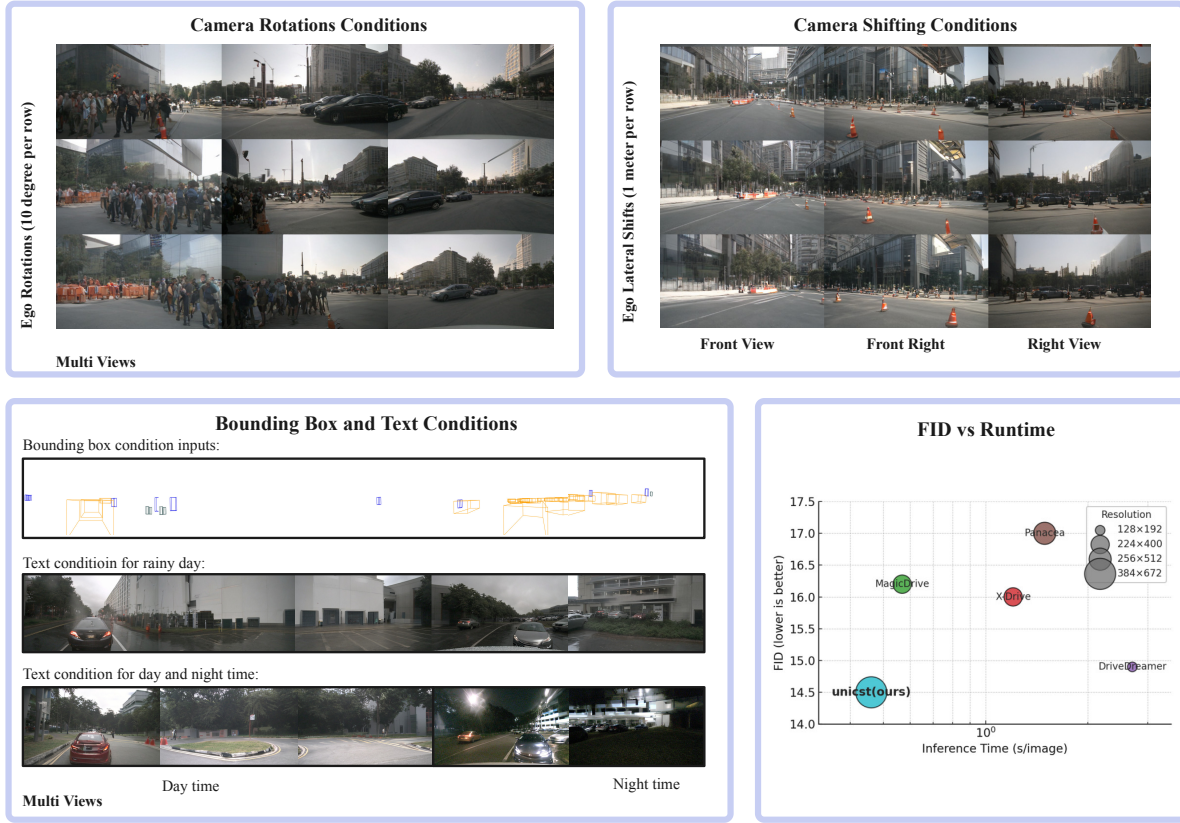 Camera Rotations Conditions
Ego Rotations (10 degree per row)
Multi Views
Camera Shifting Conditions
Ego Lateral Shifts (1 meter per row)
Front View
Front Right
Right View
Bounding Box and Text Conditions
Bounding box condition inputs:
Text conditioin for rainy day:
Text condition for day and night time:
Day time
Night time
Multi Views
FID vs Runtime
17.5
17.0
16.5
16.0
15.5
15.0
14.5
14.0
FID (lower is better)
Panacea
MagicDrive
X-Drive
DriveDreamer
unicst(ours)
Resolution
128×192
224×400
256×512
384×672
10⁰
Inference Time (s/image)